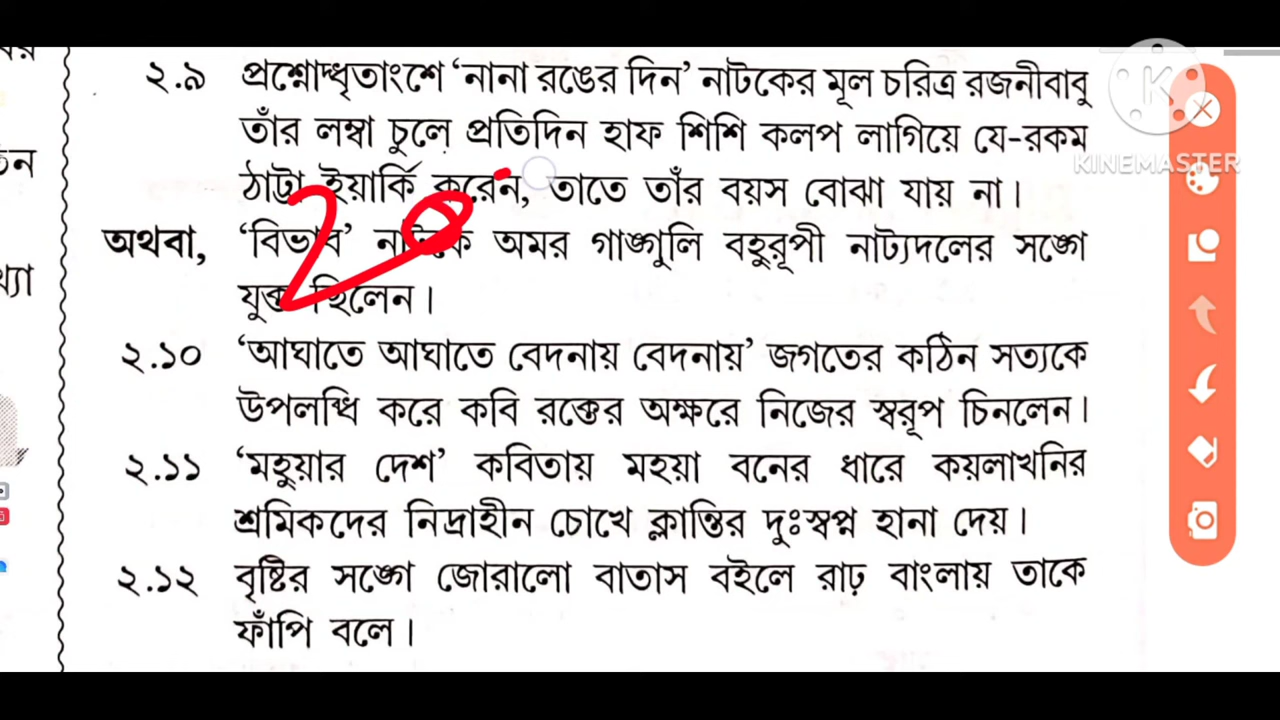 ২.৯ প্রশ্নোদ্ধৃতাংশে ‘নানা রঙের দিন’ নাটকের মূল চরিত্র রজনীবাবু
তাঁর লম্বা চুলে প্রতিদিন হাফ শিশি কলপ লাগিয়ে যে-রকম
ঠাট্টা ইয়ার্কি করেন, তাতে তাঁর বয়স বোঝা যায় না।
অথবা, ‘বিভাব’ নাটকে অমর গাঙ্গুলি বহুরূপী নাট্যদলের সঙ্গে
যুক্ত ছিলেন।
২.১০ ‘আঘাতে আঘাতে বেদনায় বেদনায়’ জগতের কঠিন সত্যকে
উপলব্ধি করে কবি রক্তের অক্ষরে নিজের স্বরূপ চিনলেন।
২.১১ ‘মহুয়ার দেশ’ কবিতায় মহয়া বনের ধারে কয়লাখনির
শ্রমিকদের নিদ্রাহীন চোখে ক্লান্তির দুঃস্বপ্ন হানা দেয়।
২.১২ বৃষ্টির সঙ্গে জোরালো বাতাস বইলে রাঢ় বাংলায় তাকে
ফাঁপি বলে।
KINEMASTER